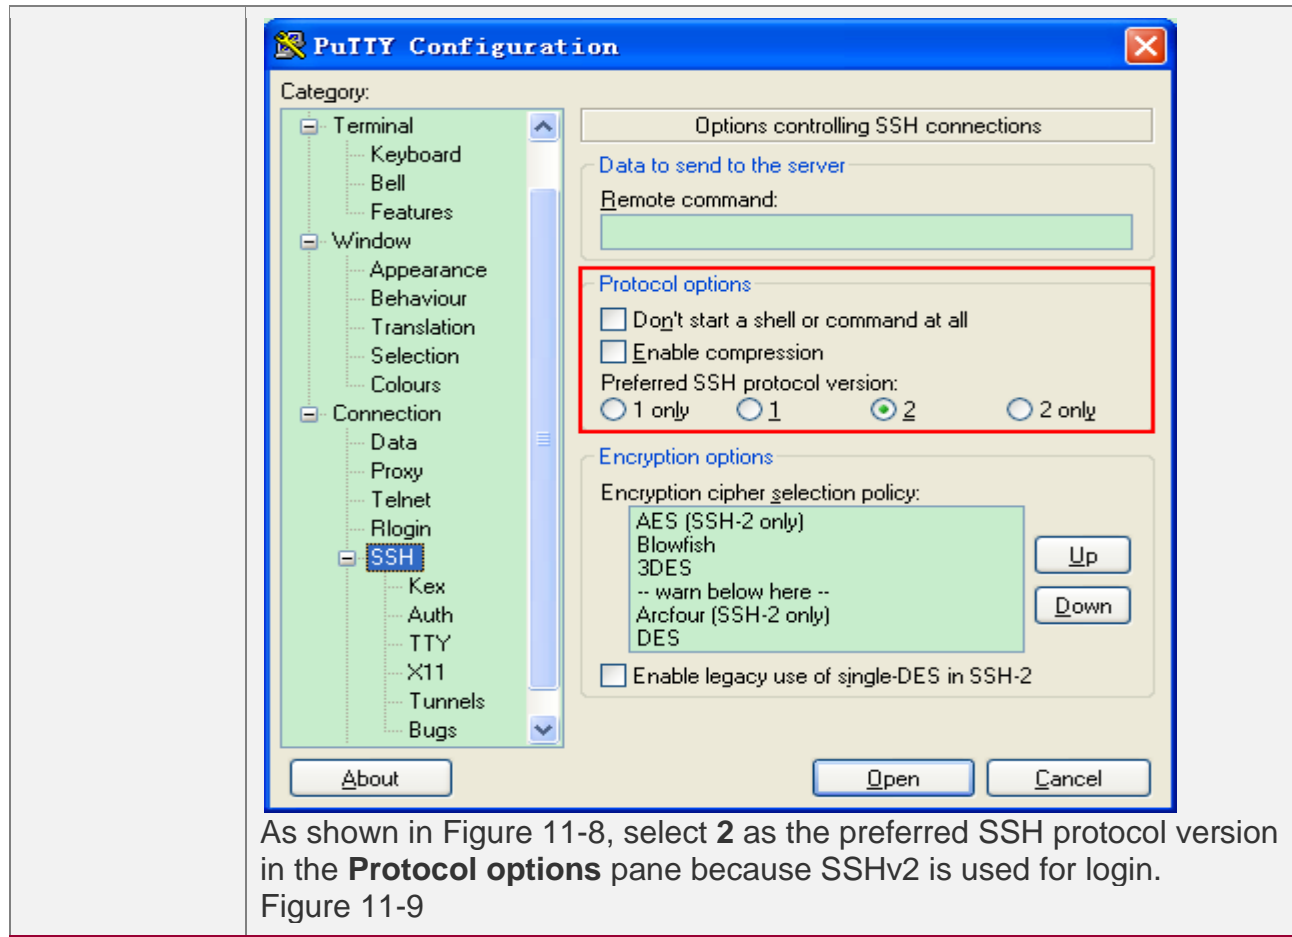 PuTTY Configuration
Category:
Terminal
Keyboard
Bell
Features
Window
Appearance
Behaviour
Translation
Selection
Colours
Connection
Data
Proxy
Telnet
Rlogin
SSH
Kex
Auth
TTY
X11
Tunnels
Bugs
Options controlling SSH connections
Data to send to the server
Remote command:
Protocol options
Don't start a shell or command at all
Enable compression
Preferred SSH protocol version:
1 only 1 2 2 only
Encryption options
Encryption cipher selection policy:
AES (SSH-2 only)
Blowfish
3DES
-- warn below here --
Arcfour (SSH-2 only)
DES
Up
Down
Enable legacy use of single-DES in SSH-2
About
Open
Cancel
As shown in Figure 11-8, select 2 as the preferred SSH protocol version
in the Protocol options pane because SSHv2 is used for login.
Figure 11-9